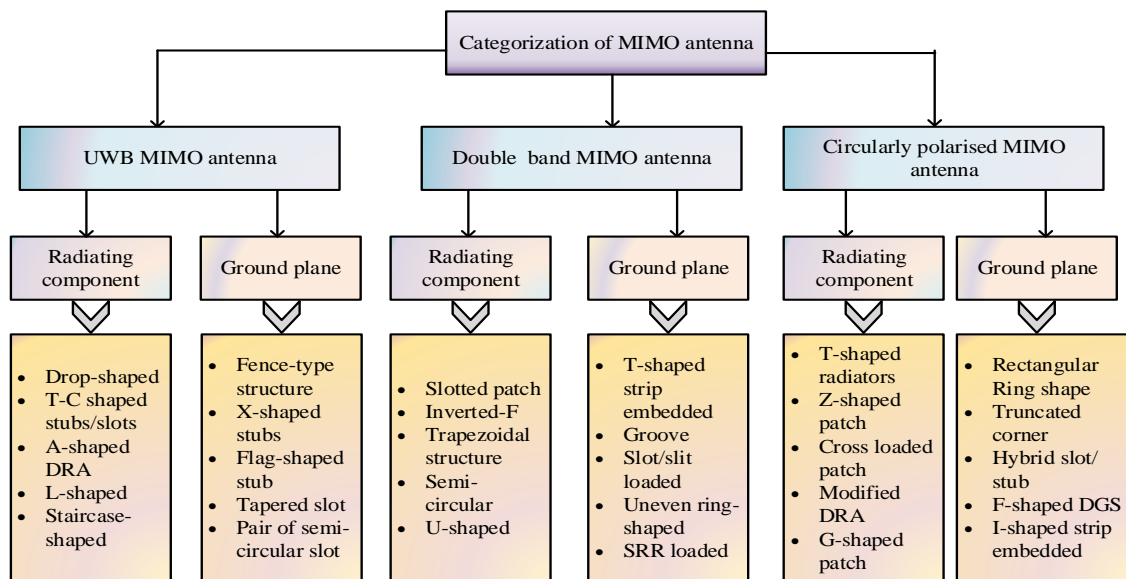 Categorization of MIMO antenna
UWB MIMO antenna
Double band MIMO antenna
Circularly polarised MIMO
antenna
Radiating
component
Ground plane
Radiating
component
Ground plane
Radiating
component
Ground plane
• Drop-shaped
• T-C shaped
stubs/slots
• A-shaped
DRA
• L-shaped
• Staircase-
shaped
• Fence-type
structure
• X-shaped
stubs
• Flag-shaped
stub
• Tapered slot
• Pair of semi-
circular slot
• Slotted patch
• Inverted-F
• Trapezoidal
structure
• Semi-
circular
• U-shaped
• T-shaped
strip
embedded
• Groove
• Slot/slit
loaded
• Uneven ring-
shaped
• SRR loaded
• T-shaped
radiators
• Z-shaped
patch
• Cross loaded
patch
• Modified
DRA
• G-shaped
patch
• Rectangular
Ring shape
• Truncated
corner
• Hybrid slot/
stub
• F-shaped DGS
• I-shaped strip
embedded